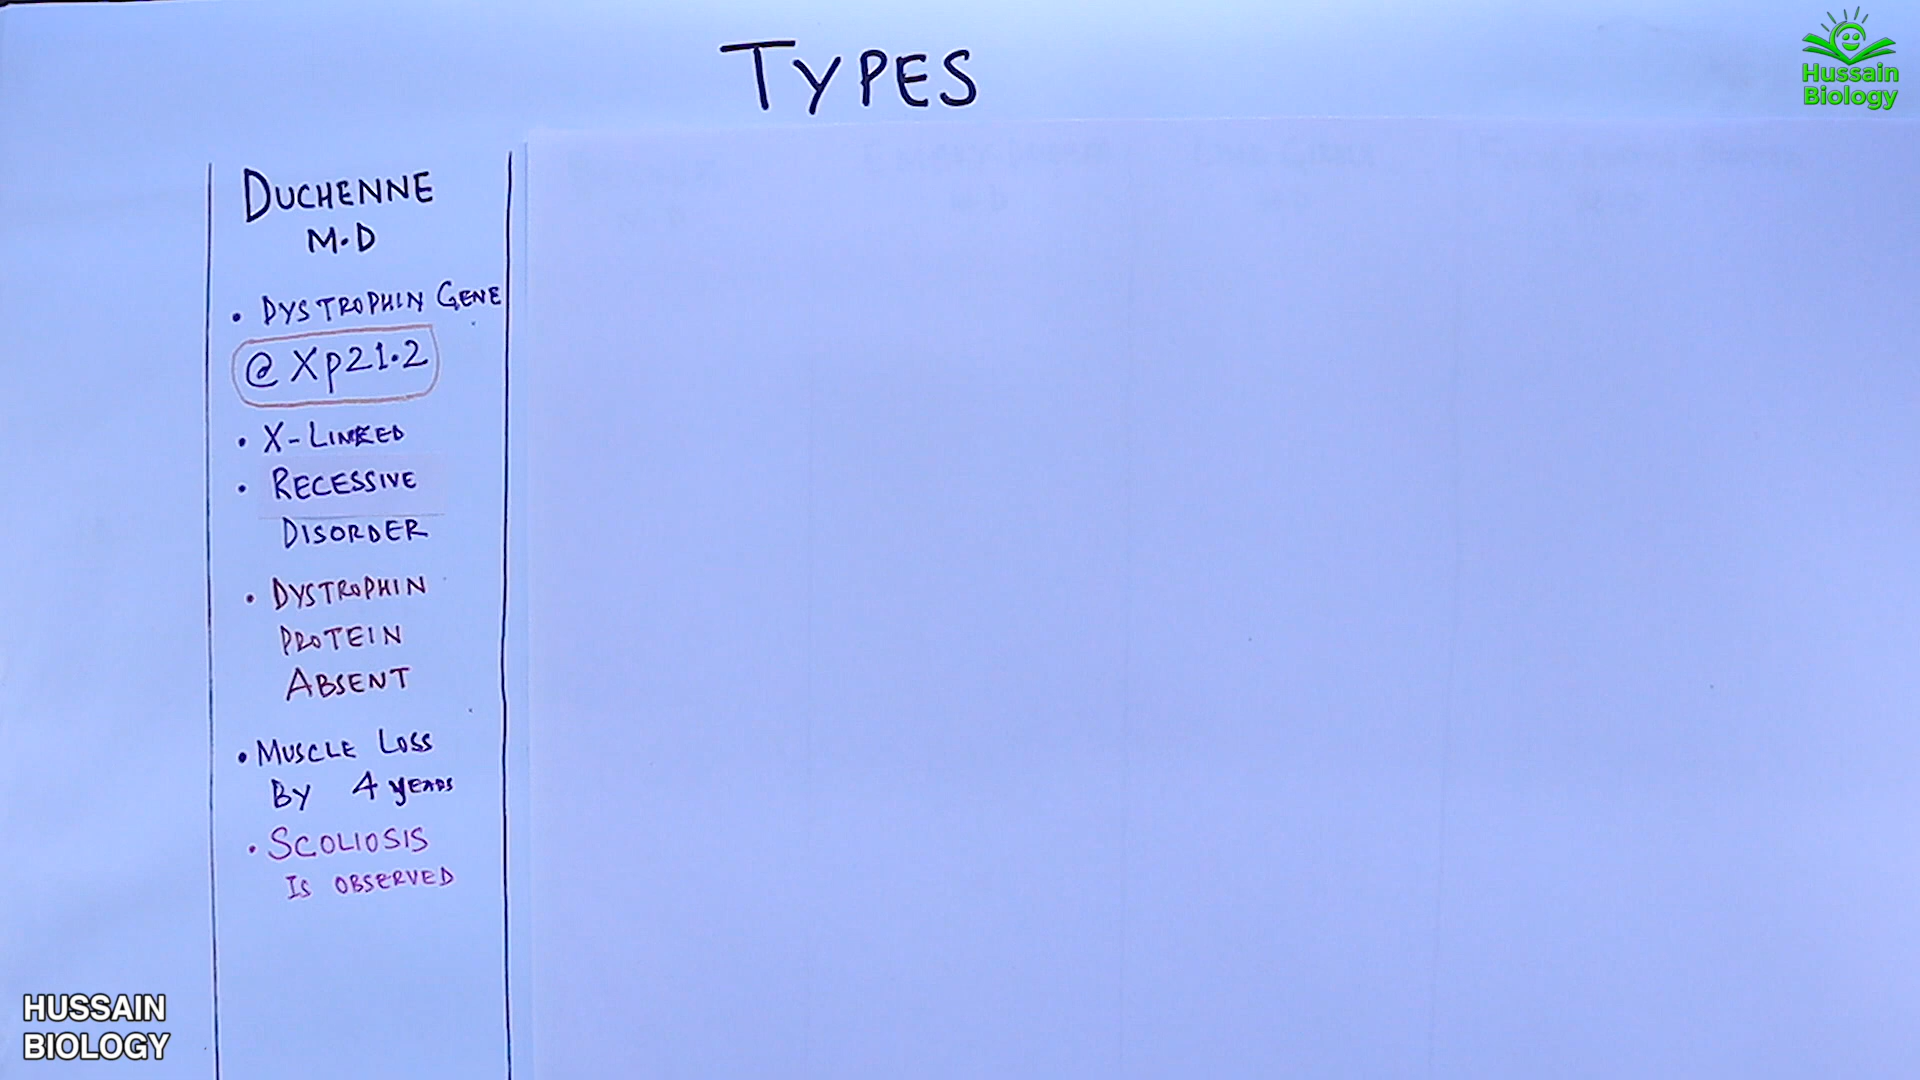 TYPES
Hussain
Biology
DUCHENNE
M.D
• DYSTROPHIN GENE
@ Xp21.2
• X-LINKED
• RECESSIVE
DISORDER
• DYSTROPHIN
PROTEIN
ABSENT
• MUSCLE LOSS
BY 4 YEARS
• SCOLIOSIS
IS OBSERVED
HUSSAIN
BIOLOGY